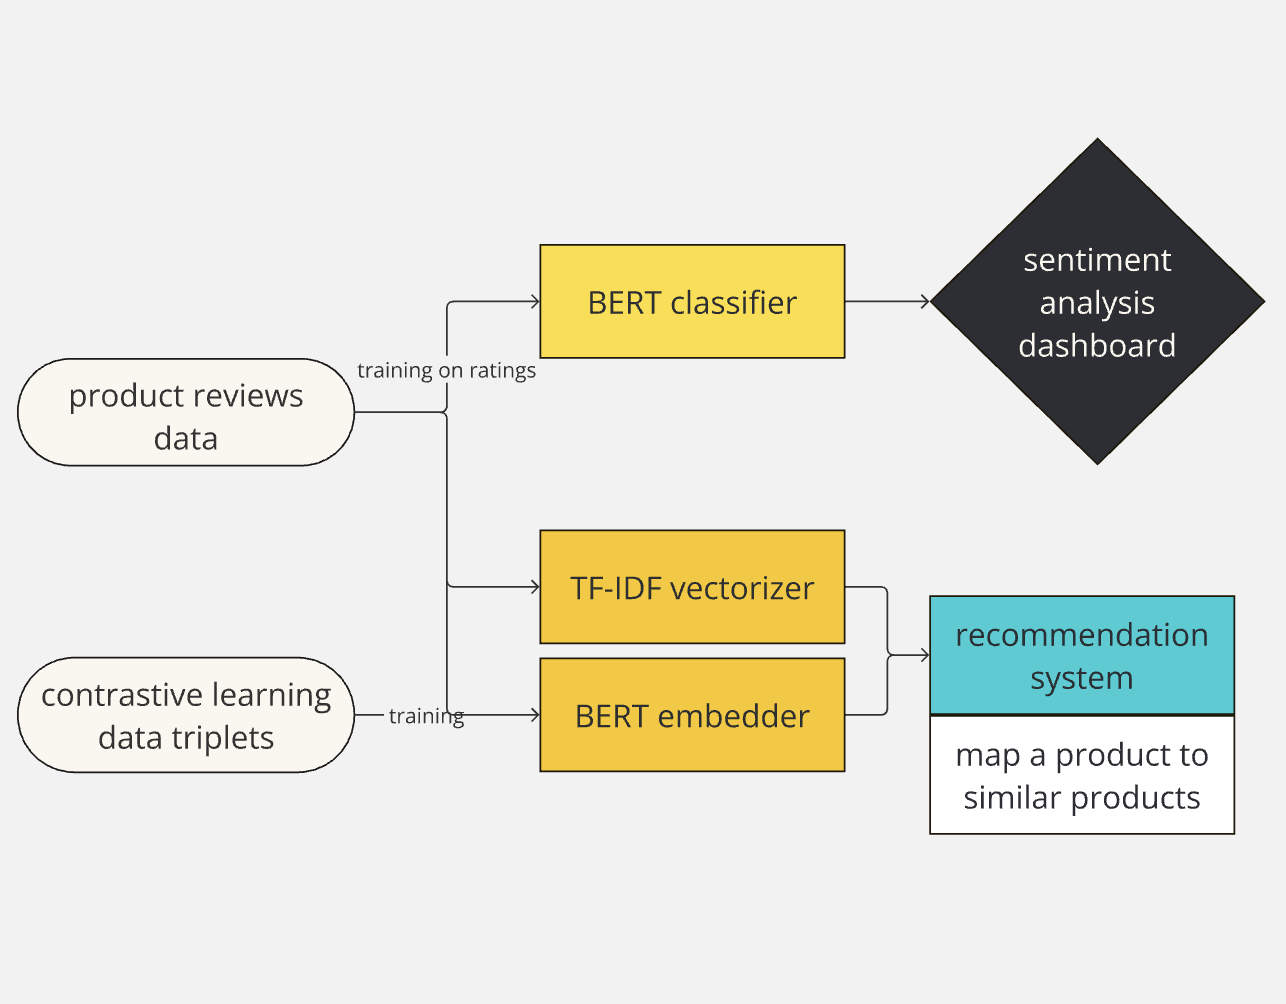 sentiment
analysis
dashboard
BERT classifier
training on ratings
product reviews
data
TF-IDF vectorizer
recommendation
system
contrastive learning
data triplets
training
BERT embedder
map a product to
similar products